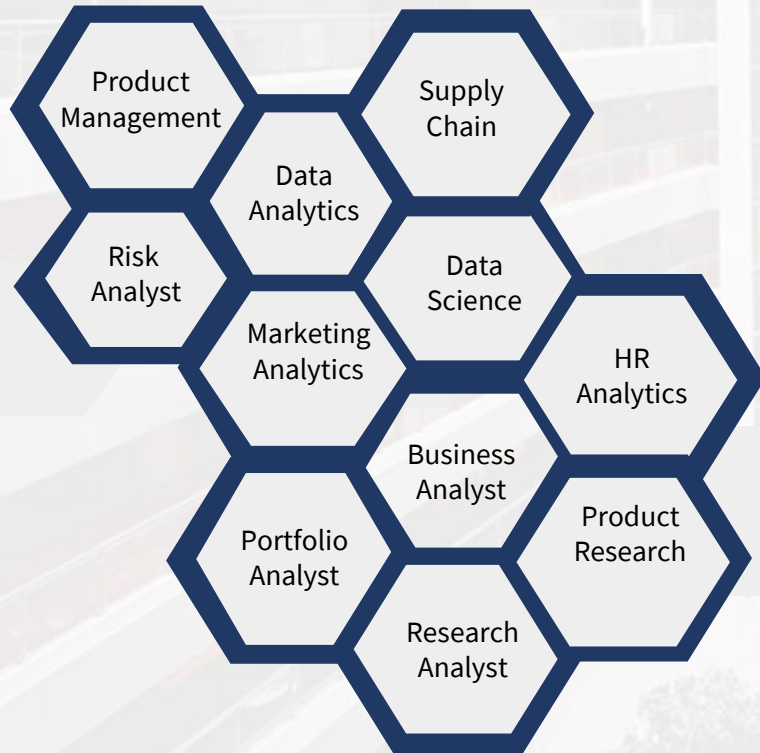 Product
Management
Supply
Chain
Data
Analytics
Risk
Analyst
Data
Science
Marketing
Analytics
HR
Analytics
Business
Analyst
Product
Research
Portfolio
Analyst
Research
Analyst